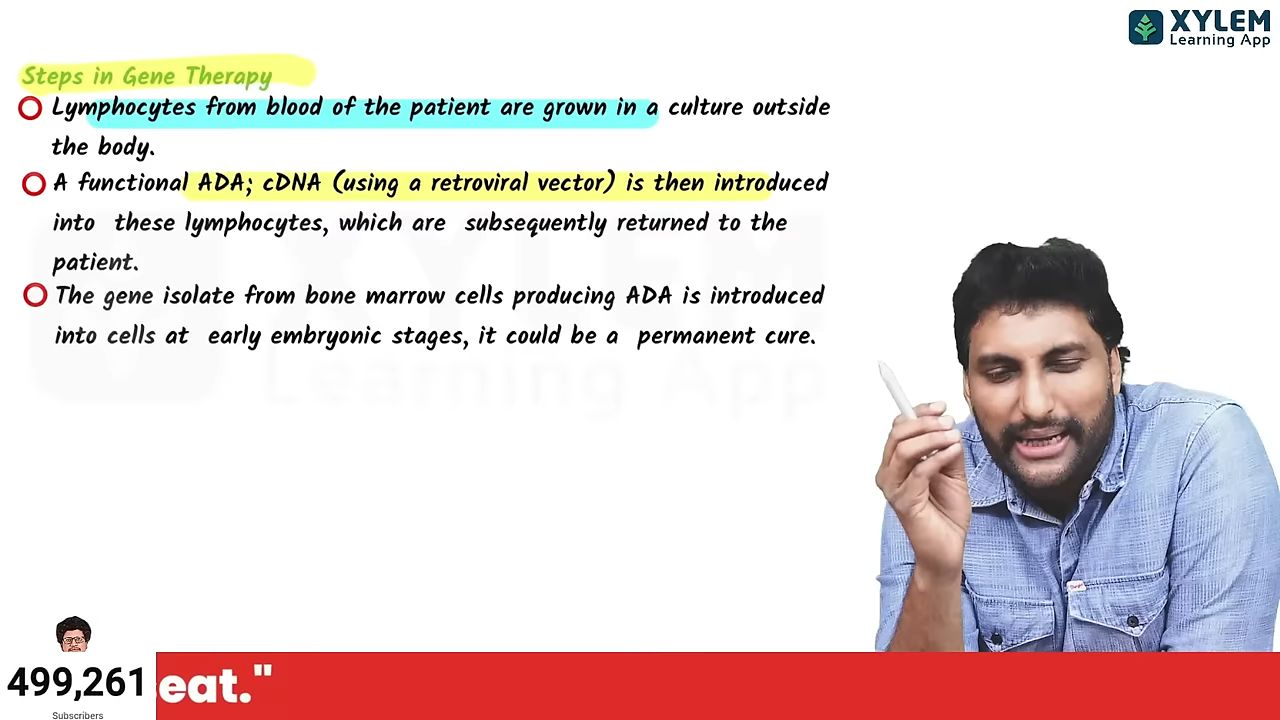 XYLEM
Learning App
Steps in Gene Therapy
Lymphocytes from blood of the patient are grown in a culture outside
the body.
A functional ADA; cDNA (using a retroviral vector) is then introduced
into these lymphocytes, which are subsequently returned to the
patient.
The gene isolate from bone marrow cells producing ADA is introduced
into cells at early embryonic stages, it could be a permanent cure.
XYLEM
Learning App
499,261
Subscribers
eat."